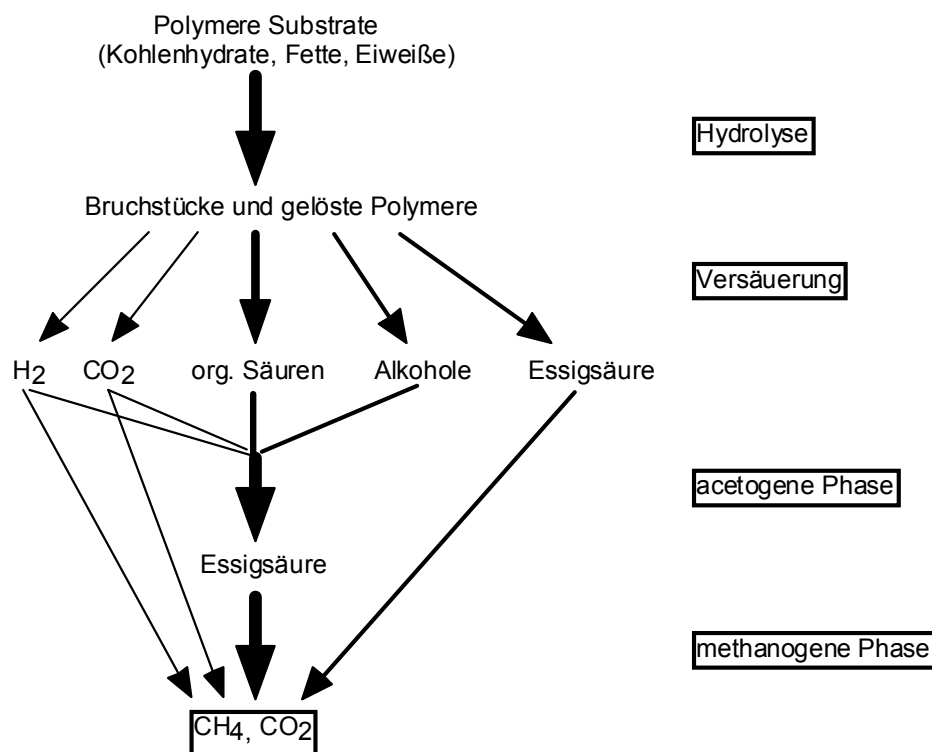 Polymere Substrate
(Kohlenhydrate, Fette, Eiweiße)
Hydrolyse
Bruchstücke und gelöste Polymere
Versäuerung
H2 CO2 org. Säuren Alkohole Essigsäure
acetogene Phase
Essigsäure
methanogene Phase
CH4, CO2